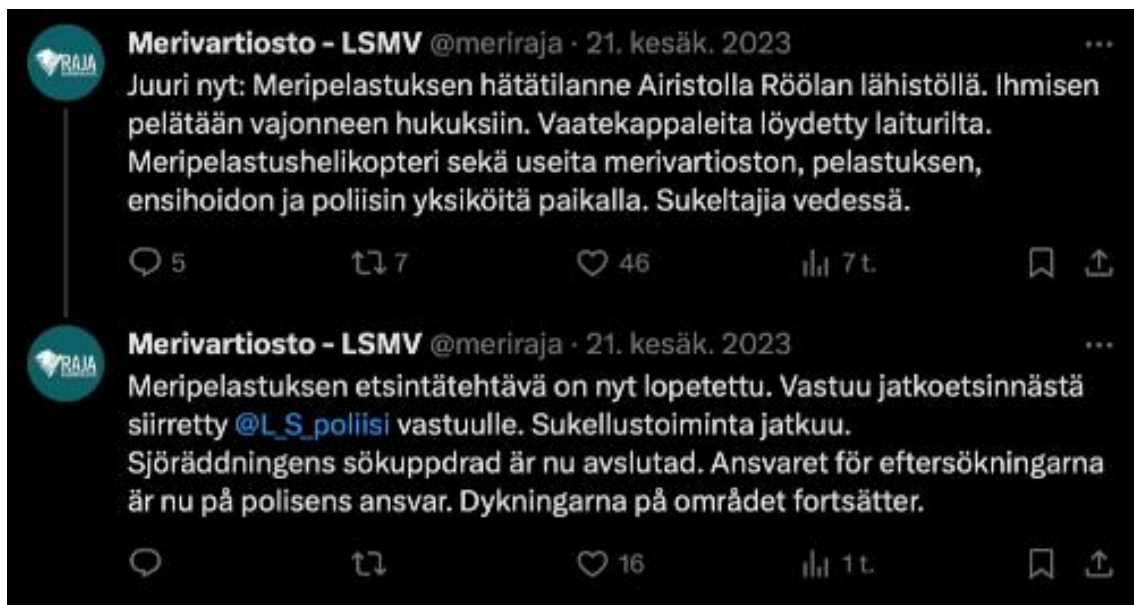 Merivartiosto - LSMV @meriraja · 21. kesäk. 2023
Juuri nyt: Meripelastuksen hätätilanne Airistolla Röölan lähistöllä. Ihmisen
pelätään vajonneen hukuksiin. Vaatekappaleita löydetty laiturilta.
Meripelastushelikopteri sekä useita merivartioston, pelastuksen,
ensihoidon ja poliisin yksiköitä paikalla. Sukeltajia vedessä.
5 7 46 7 t.
RAJA
Merivartiosto - LSMV @meriraja · 21. kesäk. 2023
Meripelastuksen etsintätehtävä on nyt lopetettu. Vastuu jatkoetsinnästä
siirretty @L_S_poliisi vastuulle. Sukellustoiminta jatkuu.
Sjöräddningens sökuppdrad är nu avslutad. Ansvaret för eftersökningarna
är nu på polisens ansvar. Dykningarna på området fortsätter.
16 1 t.
RAJA